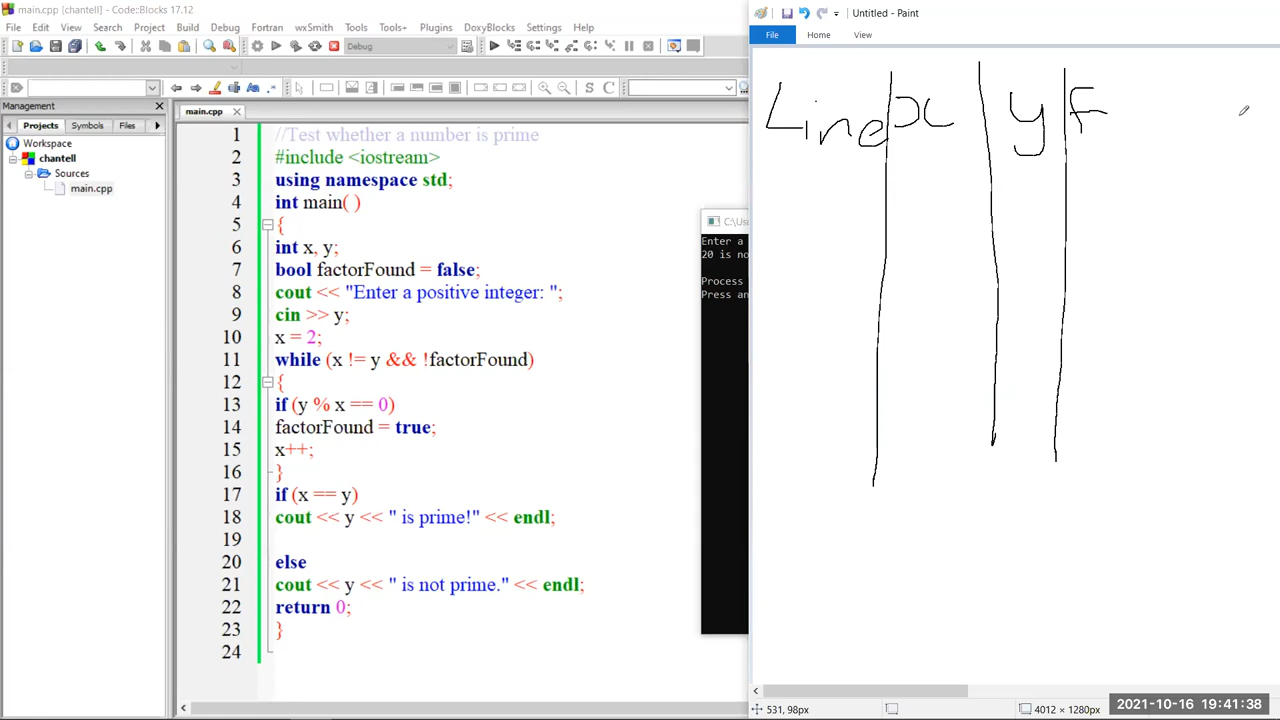 main.cpp [chantell] - Code::Blocks 17.12
File Edit View Search Project Build Debug Fortran wxSmith Tools Tools+ Plugins DoxyBlocks Settings
Debug
S C
Management
Projects Symbols Files
Workspace
chantell
Sources
main.cpp
main.cpp
1 //Test whether a number is prime
2 #include <iostream>
3 using namespace std;
4 int main( )
5 {
6 int x, y;
7 bool factorFound = false;
8 cout << "Enter a positive integer: ";
9 cin >> y;
10 x = 2;
11 while (x != y && !factorFound)
12 {
13 if (y % x == 0)
14 factorFound = true;
15 x++;
16 }
17 if (x == y)
18 cout << y << " is prime!" << endl;
19
20 else
21 cout << y << " is not prime." << endl;
22 return 0;
23 }
24
C:\Use
Enter a
20 is no
Process
Press an
Untitled - Paint
File Home View
Line x y F
531, 98px
4012 × 1280px
2021-10-16 19:41:38